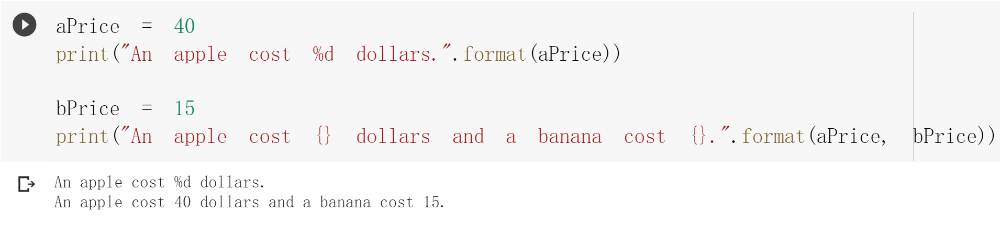 aPrice = 40
print("An apple cost %d dollars.".format(aPrice))
bPrice = 15
print("An apple cost {} dollars and a banana cost {}.".format(aPrice, bPrice))
An apple cost %d dollars.
An apple cost 40 dollars and a banana cost 15.